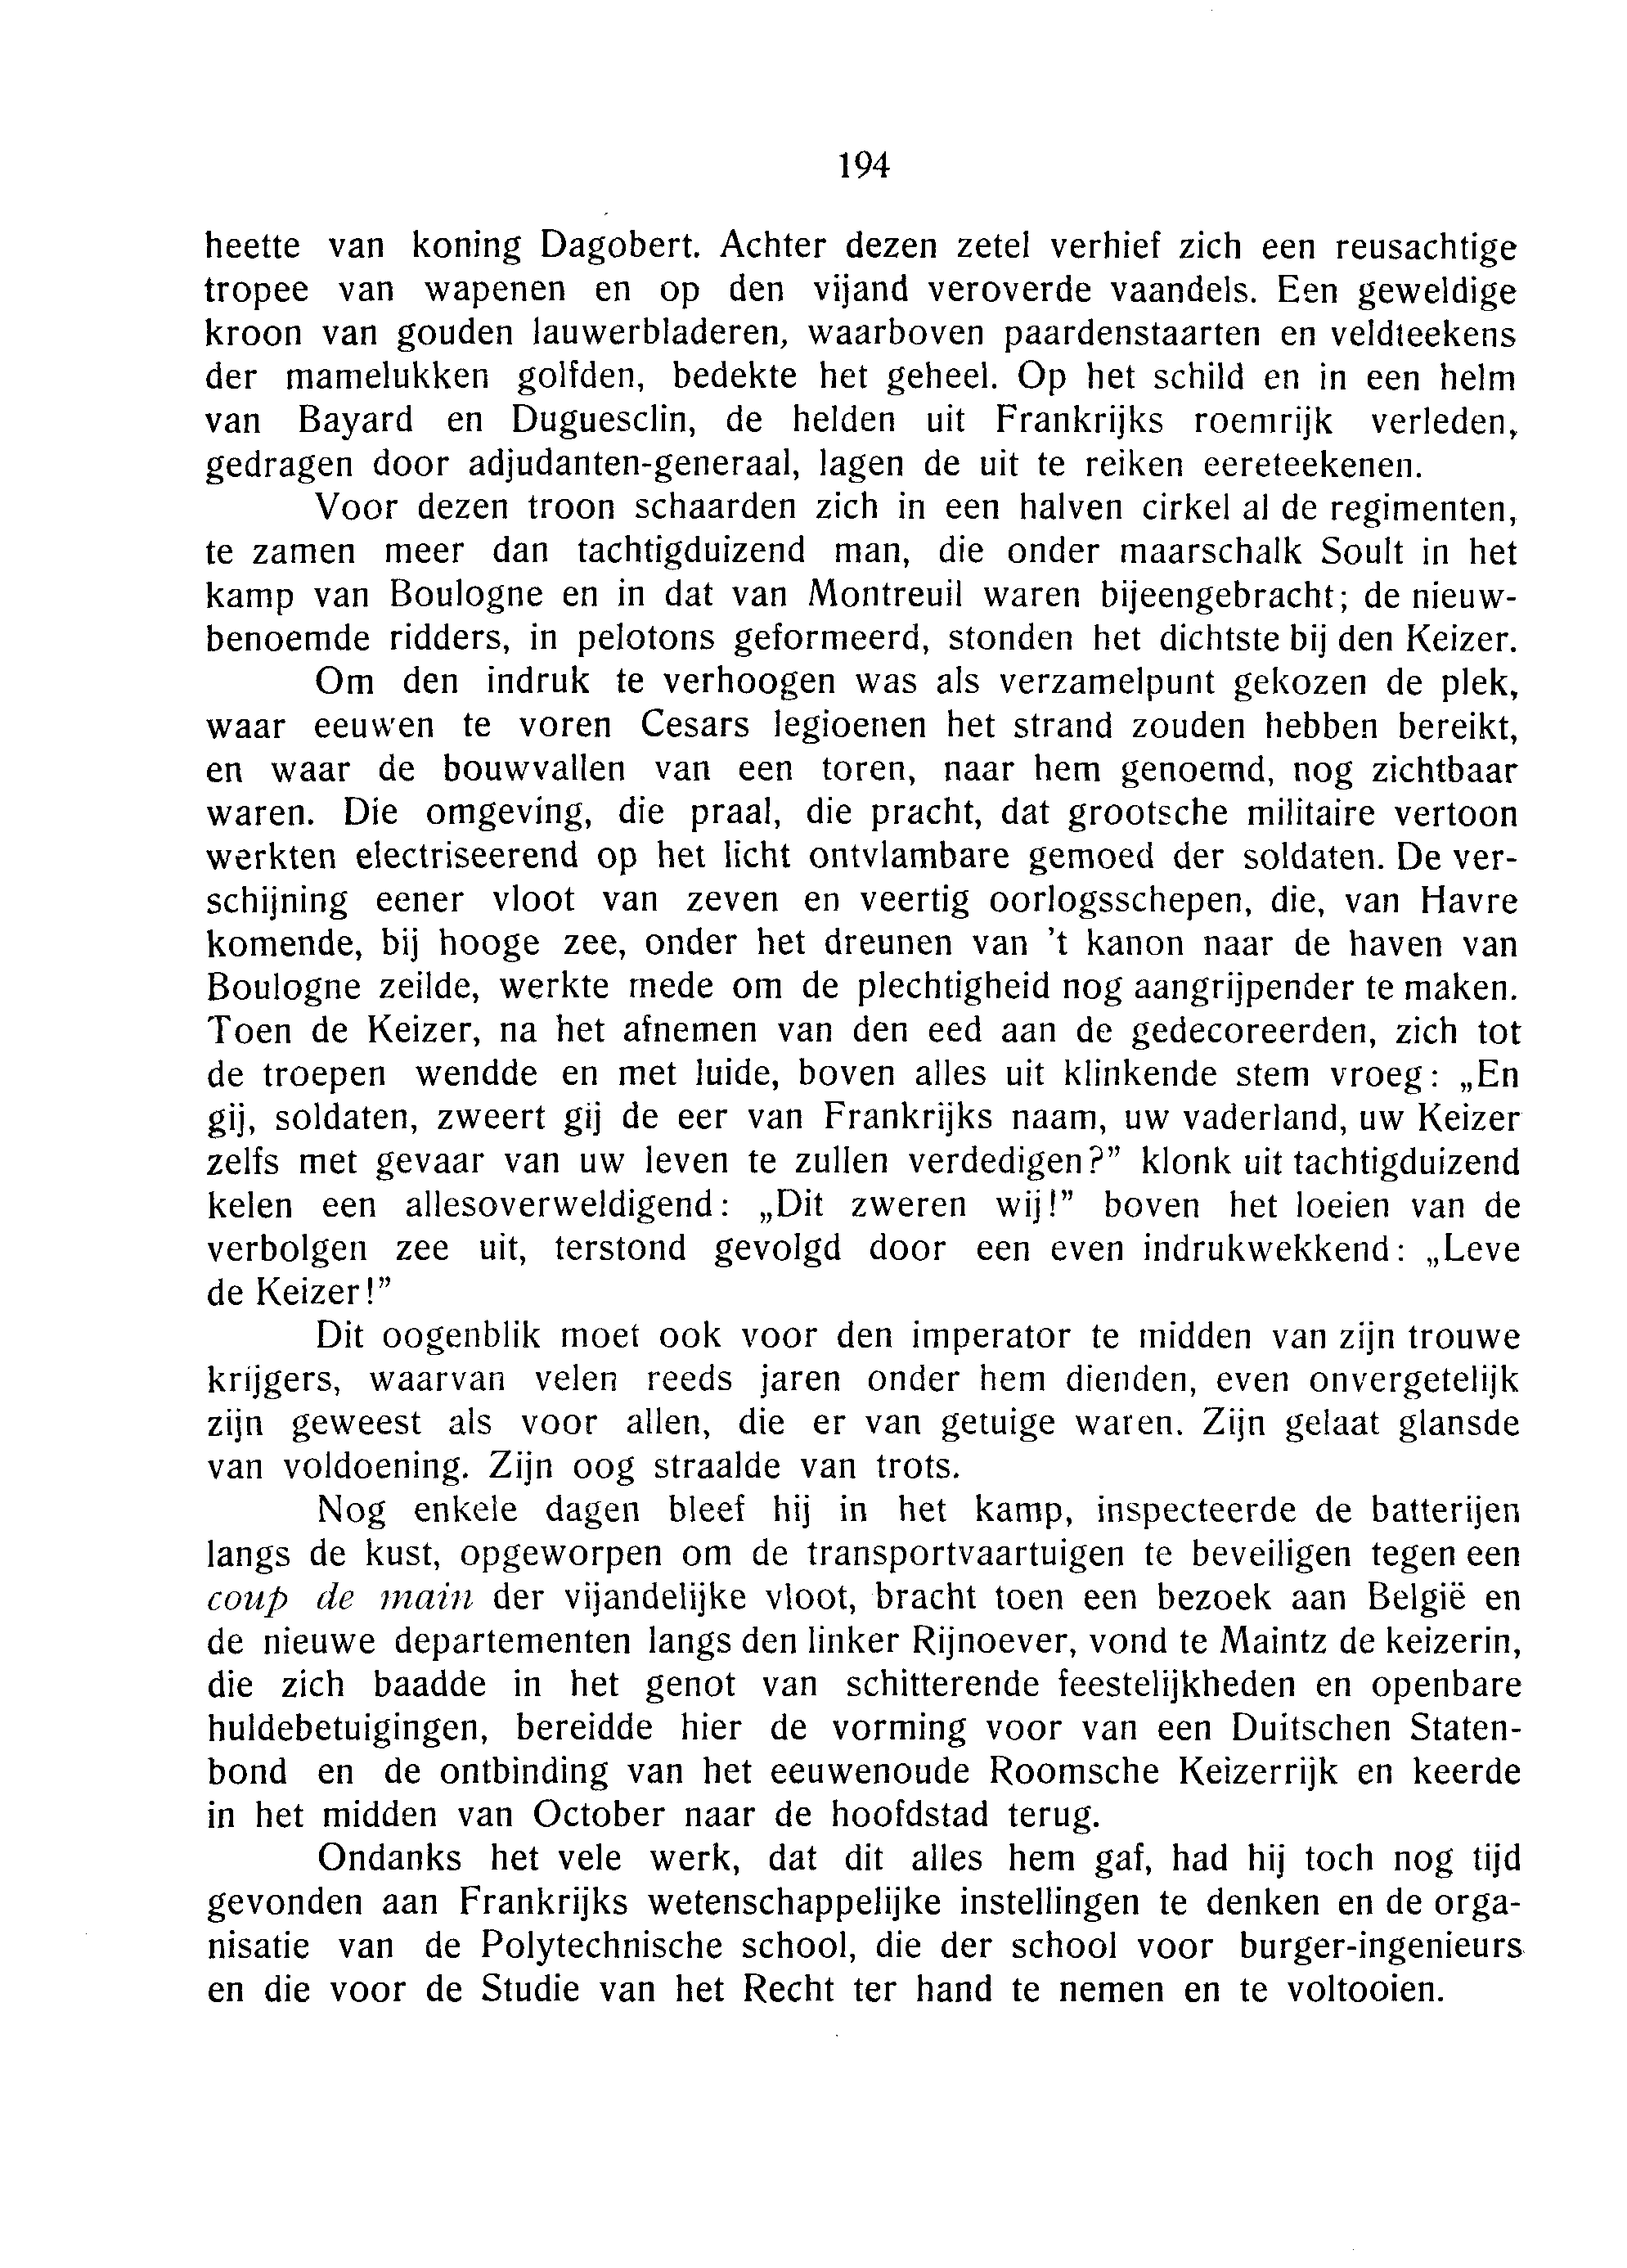 194
heette van koning Dagobert. Achter dezen zetel verhief zich een reusachtige
tropee van wapenen en op den vijand veroverde vaandels. Een geweldige
kroon van gouden lauwerbladeren, waarboven paardenstaarten en veldteekens
der mamelukken golfden, bedekte het geheel. Op het schild en in een helm
van Bayard en Duguesclin, de helden uit Frankrijks roemrijk verleden,
gedragen door adjudanten-generaal, lagen de uit te reiken eereteekenen.
Voor dezen troon schaarden zich in een halven cirkel al de regimenten,
te zamen meer dan tachtigduizend man, die onder maarschalk Soult in het
kamp van Boulogne en in dat van Montreuil waren bijeengebracht; de nieuw-
benoemde ridders, in pelotons geformeerd, stonden het dichtste bij den Keizer.
Om den indruk te verhoogen was als verzamelpunt gekozen de plek,
waar eeuwen te voren Cesars legioenen het strand zouden hebben bereikt,
en waar de bouwvallen van een toren, naar hem genoemd, nog zichtbaar
waren. Die omgeving, die praal, die pracht, dat grootsche militaire vertoon
werkten electriseerend op het licht ontvlambare gemoed der soldaten. De ver-
schijning eener vloot van zeven en veertig oorlogsschepen, die, van Havre
komende, bij hooge zee, onder het dreunen van 't kanon naar de haven van
Boulogne zeilde, werkte mede om de plechtigheid nog aangrijpender te maken.
Toen de Keizer, na het afnemen van den eed aan de gedecoreerden, zich tot
de troepen wendde en met luide, boven alles uit klinkende stem vroeg: „En
gij, soldaten, zweert gij de eer van Frankrijks naam, uw vaderland, uw Keizer
zelfs met gevaar van uw leven te zullen verdedigen?” klonk uit tachtigduizend
kelen een allesoverweldigend: „Dit zweren wij!” boven het loeien van de
verbolgen zee uit, terstond gevolgd door een even indrukwekkend: „Leve
de Keizer!”
Dit oogenblik moet ook voor den imperator te midden van zijn trouwe
krijgers, waarvan velen reeds jaren onder hem dienden, even onvergetelijk
zijn geweest als voor allen, die er van getuige waren. Zijn gelaat glansde
van voldoening. Zijn oog straalde van trots.
Nog enkele dagen bleef hij in het kamp, inspecteerde de batterijen
langs de kust, opgeworpen om de transportvaartuigen te beveiligen tegen een
coup de main der vijandelijke vloot, bracht toen een bezoek aan België en
de nieuwe departementen langs den linker Rijnoever, vond te Maintz de keizerin,
die zich baadde in het genot van schitterende feestelijkheden en openbare
huldebetuigingen, bereidde hier de vorming voor van een Duitschen Staten-
bond en de ontbinding van het eeuwenoude Roomsche Keizerrijk en keerde
in het midden van October naar de hoofdstad terug.
Ondanks het vele werk, dat dit alles hem gaf, had hij toch nog tijd
gevonden aan Frankrijks wetenschappelijke instellingen te denken en de orga-
nisatie van de Polytechnische school, die der school voor burger-ingenieurs
en die voor de Studie van het Recht ter hand te nemen en te voltooien.